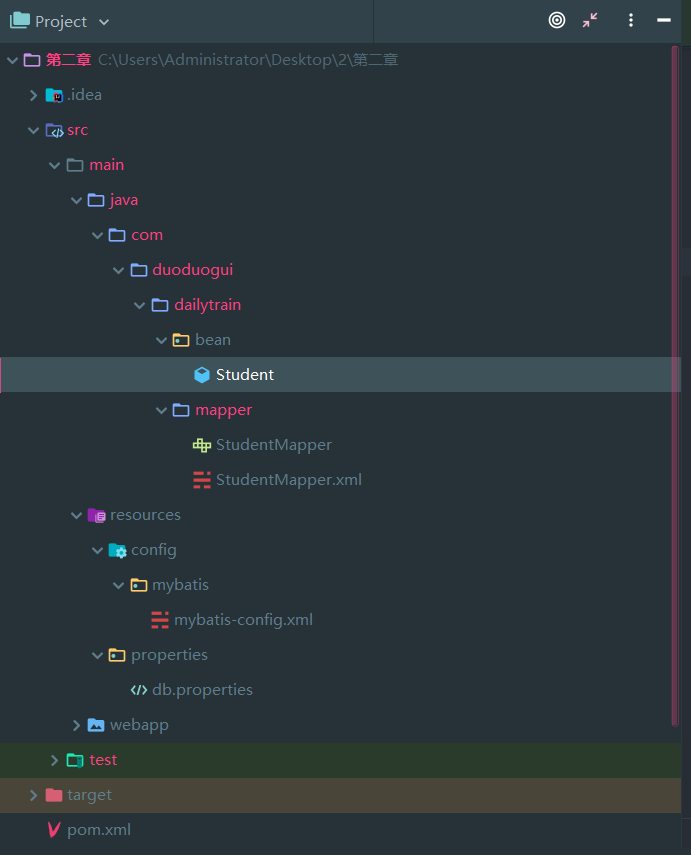 Project
第二章 C:\Users\Administrator\Desktop\2\第二章
.idea
src
main
java
com
duoduogui
dailytrain
bean
Student
mapper
StudentMapper
StudentMapper.xml
resources
config
mybatis
mybatis-config.xml
properties
db.properties
webapp
test
target
pom.xml